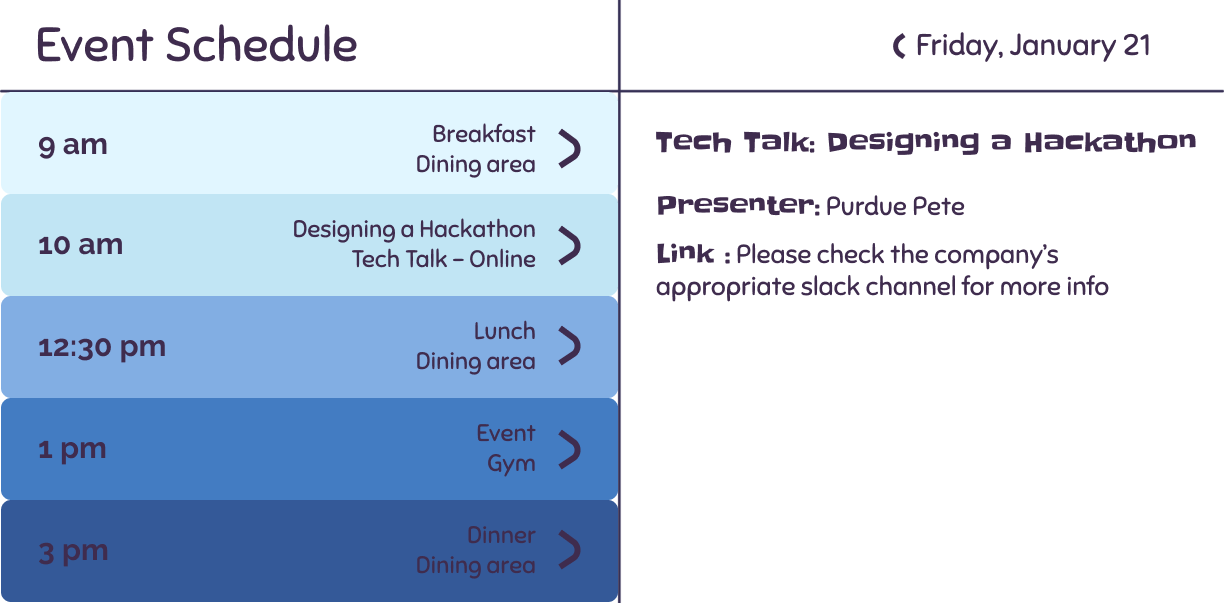 Event Schedule
Friday, January 21
9 am
Breakfast
Dining area
10 am
Designing a Hackathon
Tech Talk – Online
12:30 pm
Lunch
Dining area
1 pm
Event
Gym
3 pm
Dinner
Dining area
Tech Talk: Designing a Hackathon
Presenter: Purdue Pete
Link : Please check the company's
appropriate slack channel for more info